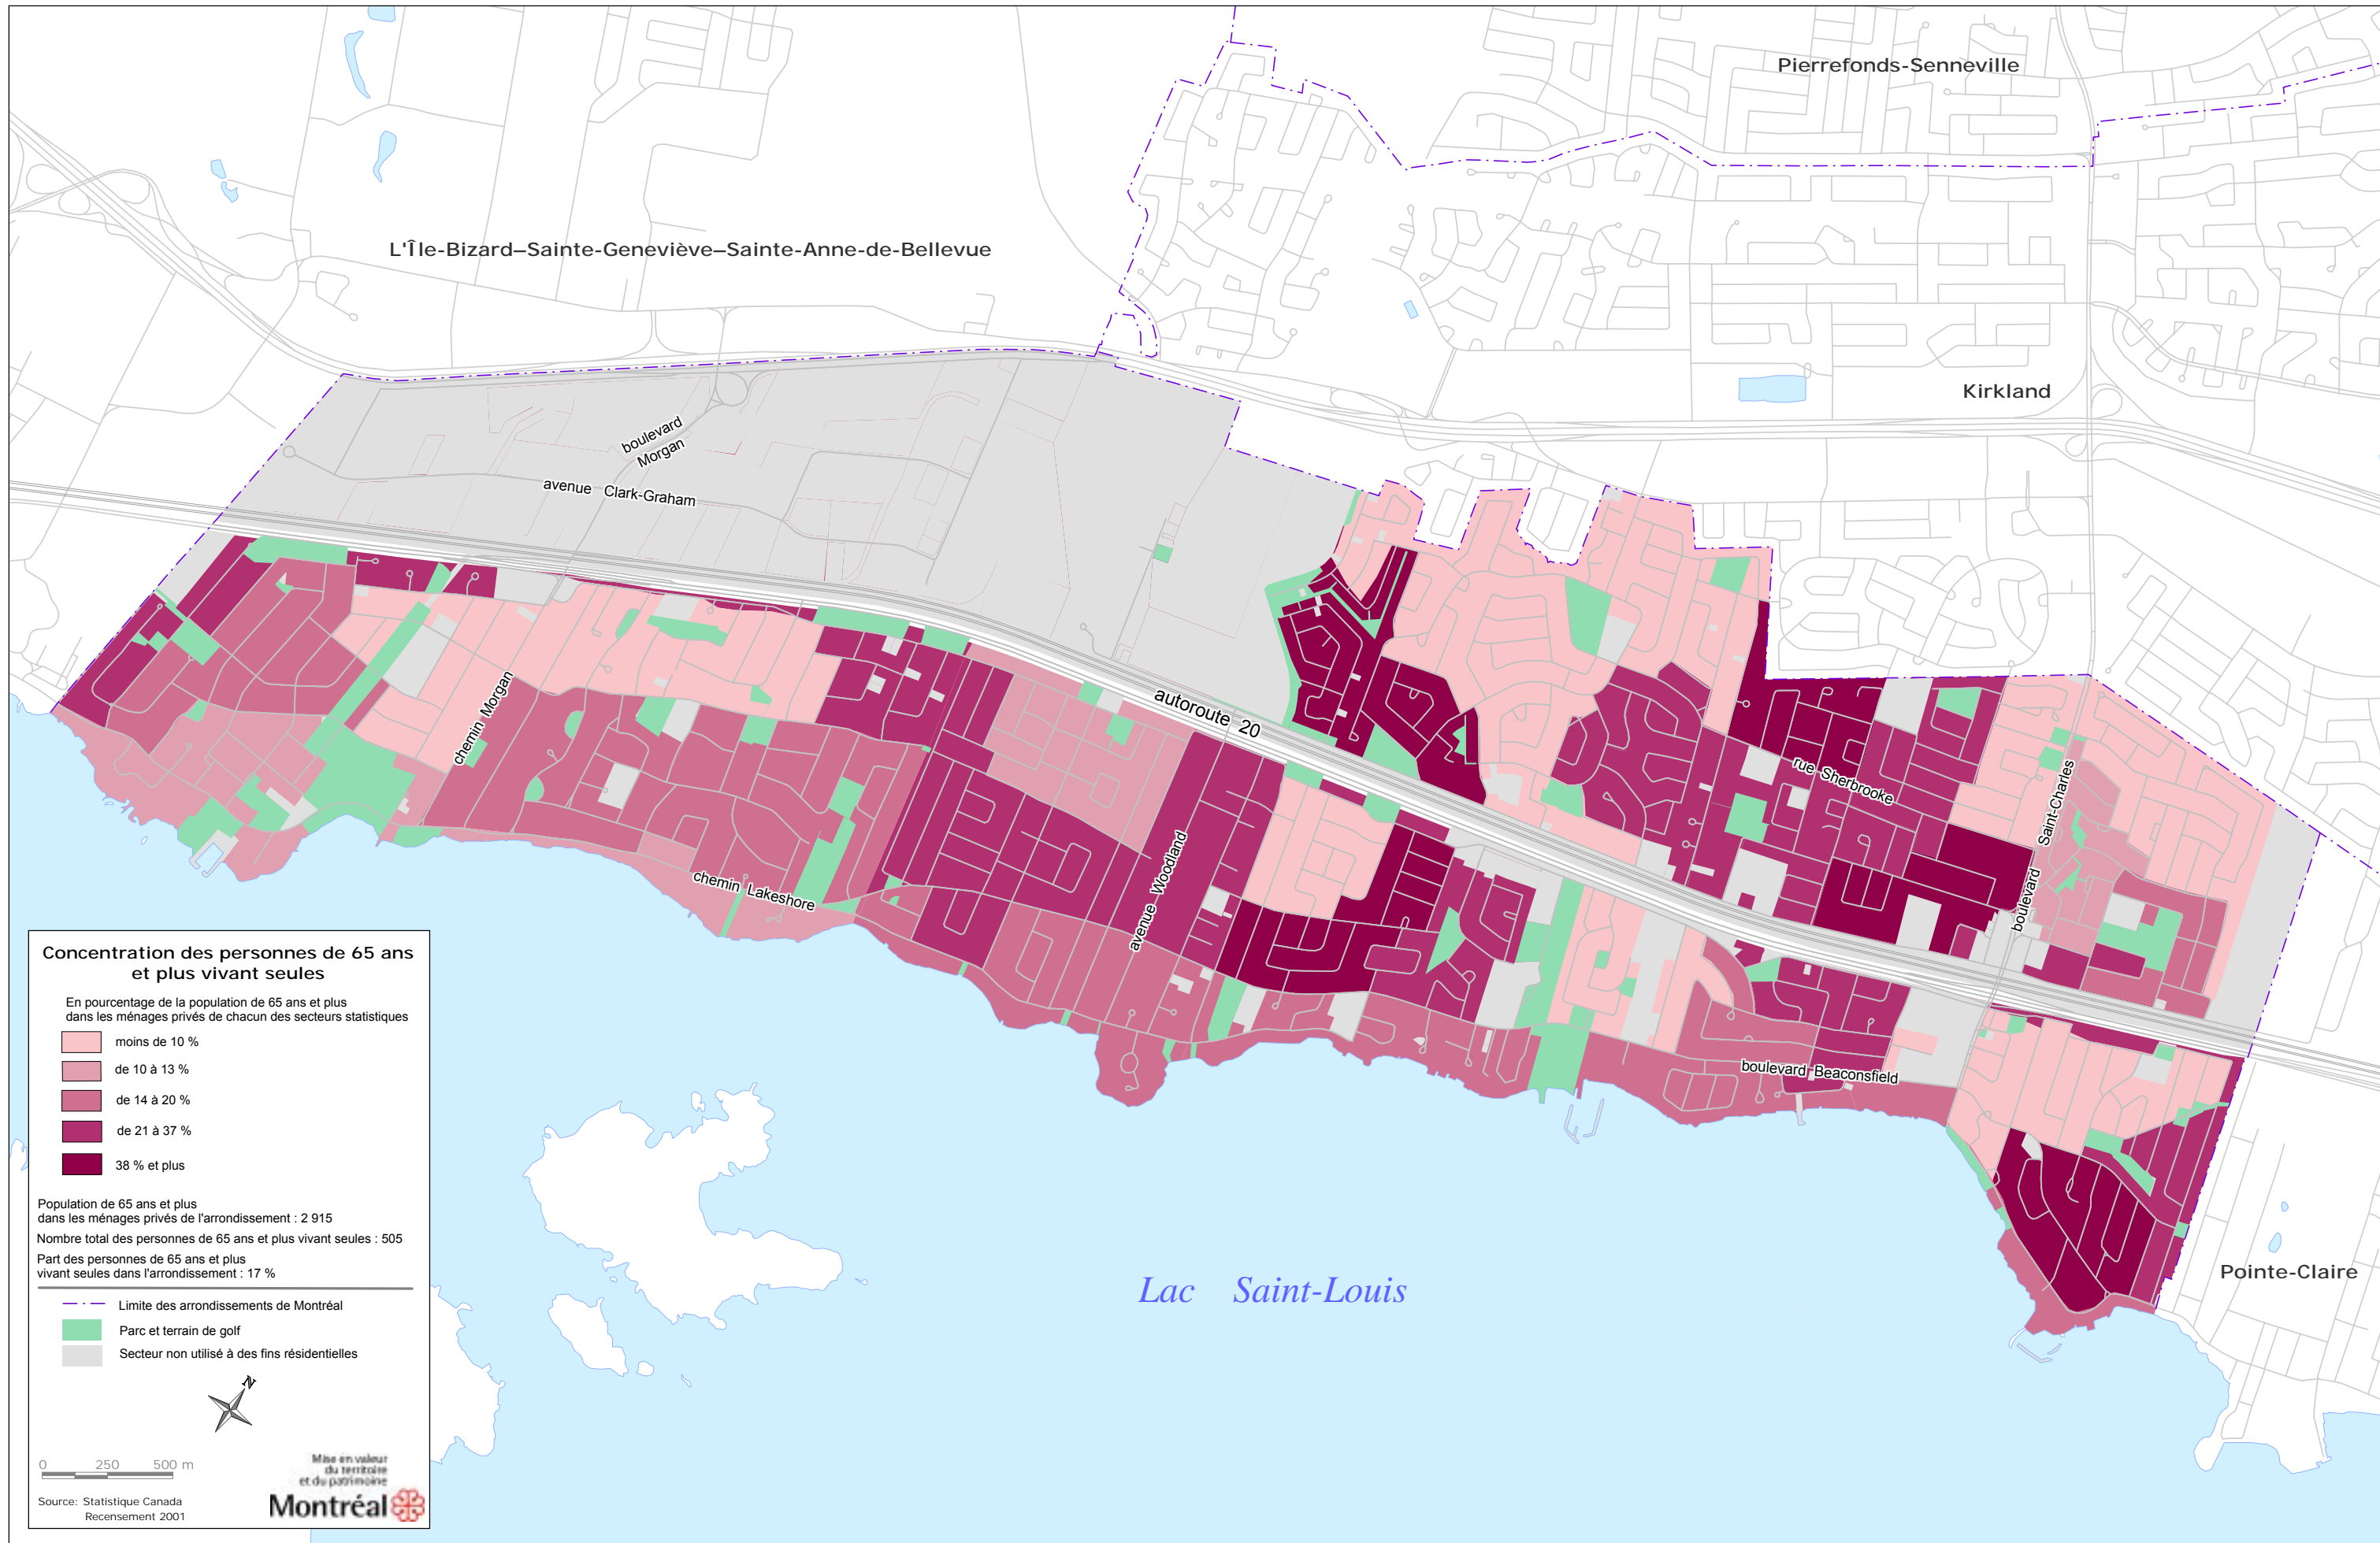 Pierrefonds-Senneville
L'Île-Bizard–Sainte-Geneviève–Sainte-Anne-de-Bellevue
Kirkland
boulevard
Morgan
avenue Clark-Graham
autoroute 20
chemin Morgan
rue Sherbrooke
boulevard Saint-Charles
avenue Woodland
chemin Lakeshore
boulevard Beaconsfield
Lac Saint-Louis
Pointe-Claire
Concentration des personnes de 65 ans
et plus vivant seules
En pourcentage de la population de 65 ans et plus
dans les ménages privés de chacun des secteurs statistiques
moins de 10 %
de 10 à 13 %
de 14 à 20 %
de 21 à 37 %
38 % et plus
Population de 65 ans et plus
dans les ménages privés de l'arrondissement : 2 915
Nombre total des personnes de 65 ans et plus vivant seules : 505
Part des personnes de 65 ans et plus
vivant seules dans l'arrondissement : 17 %
Limite des arrondissements de Montréal
Parc et terrain de golf
Secteur non utilisé à des fins résidentielles
N
0 250 500 m
Mise en valeur
du territoire
et du patrimoine
Montréal
Source: Statistique Canada
Recensement 2001